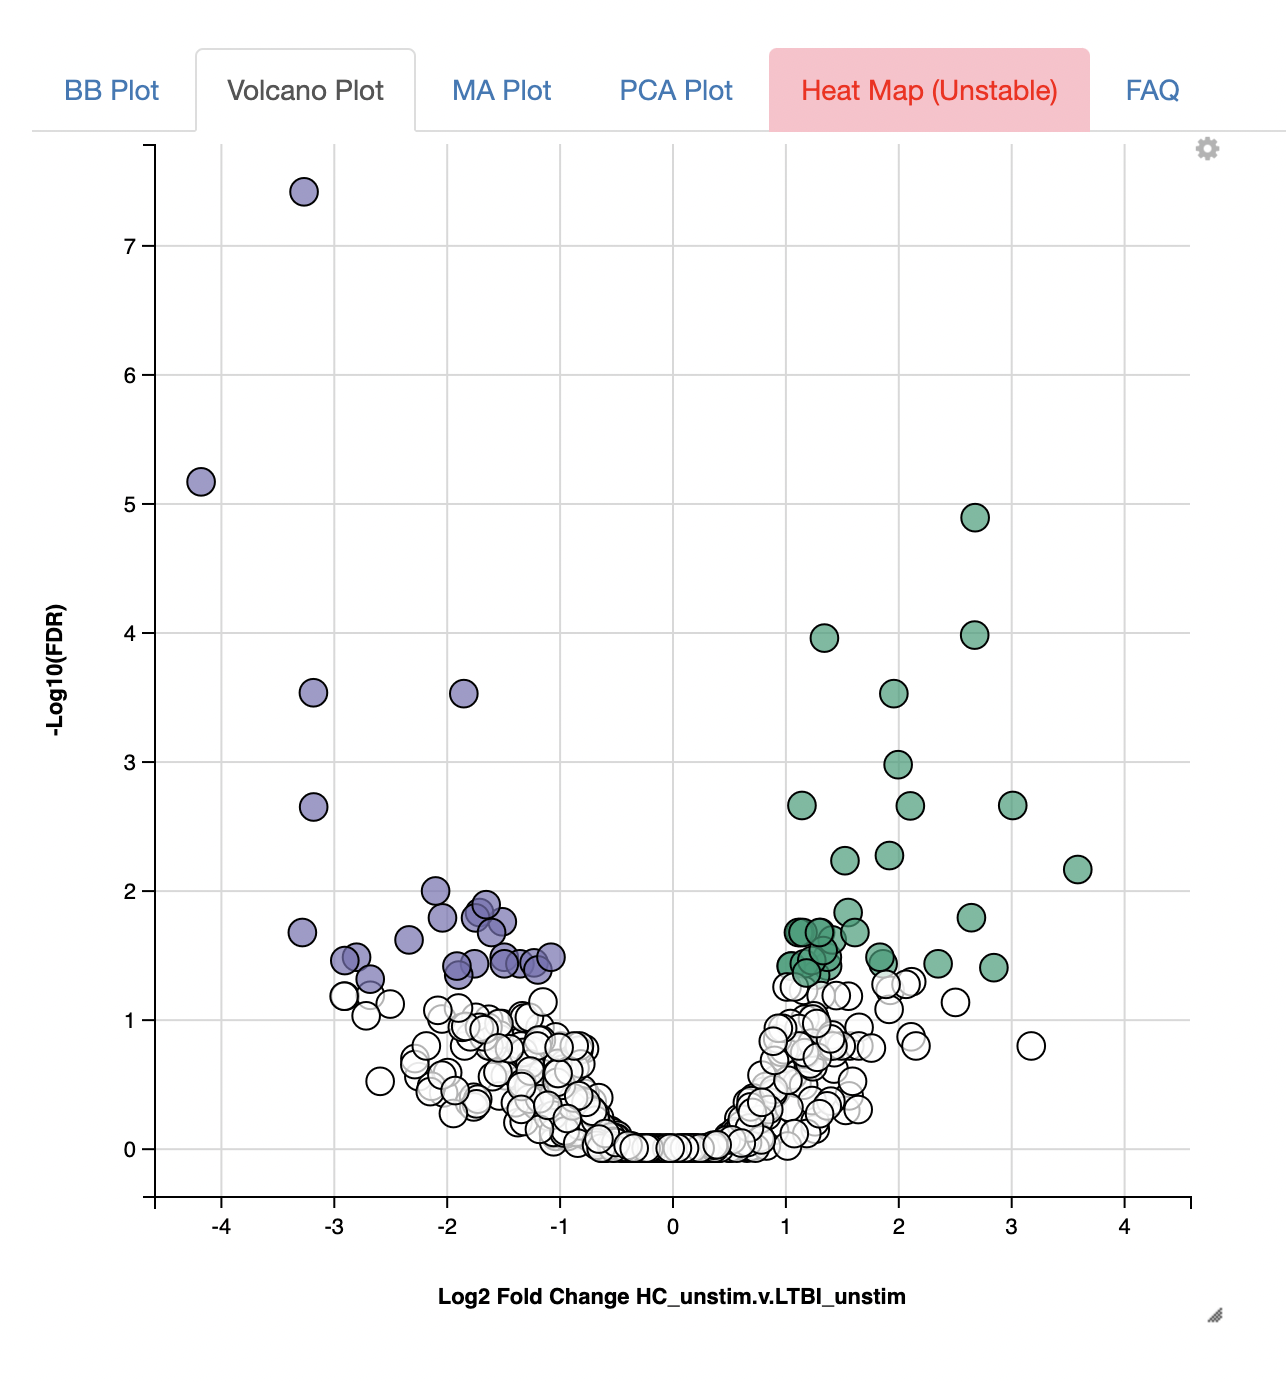 BB Plot Volcano Plot MA Plot PCA Plot Heat Map (Unstable) FAQ
7
6
5
4
3
2
1
0
-Log10(FDR)
-4 -3 -2 -1 0 1 2 3 4
Log2 Fold Change HC_unstim.v.LTBI_unstim